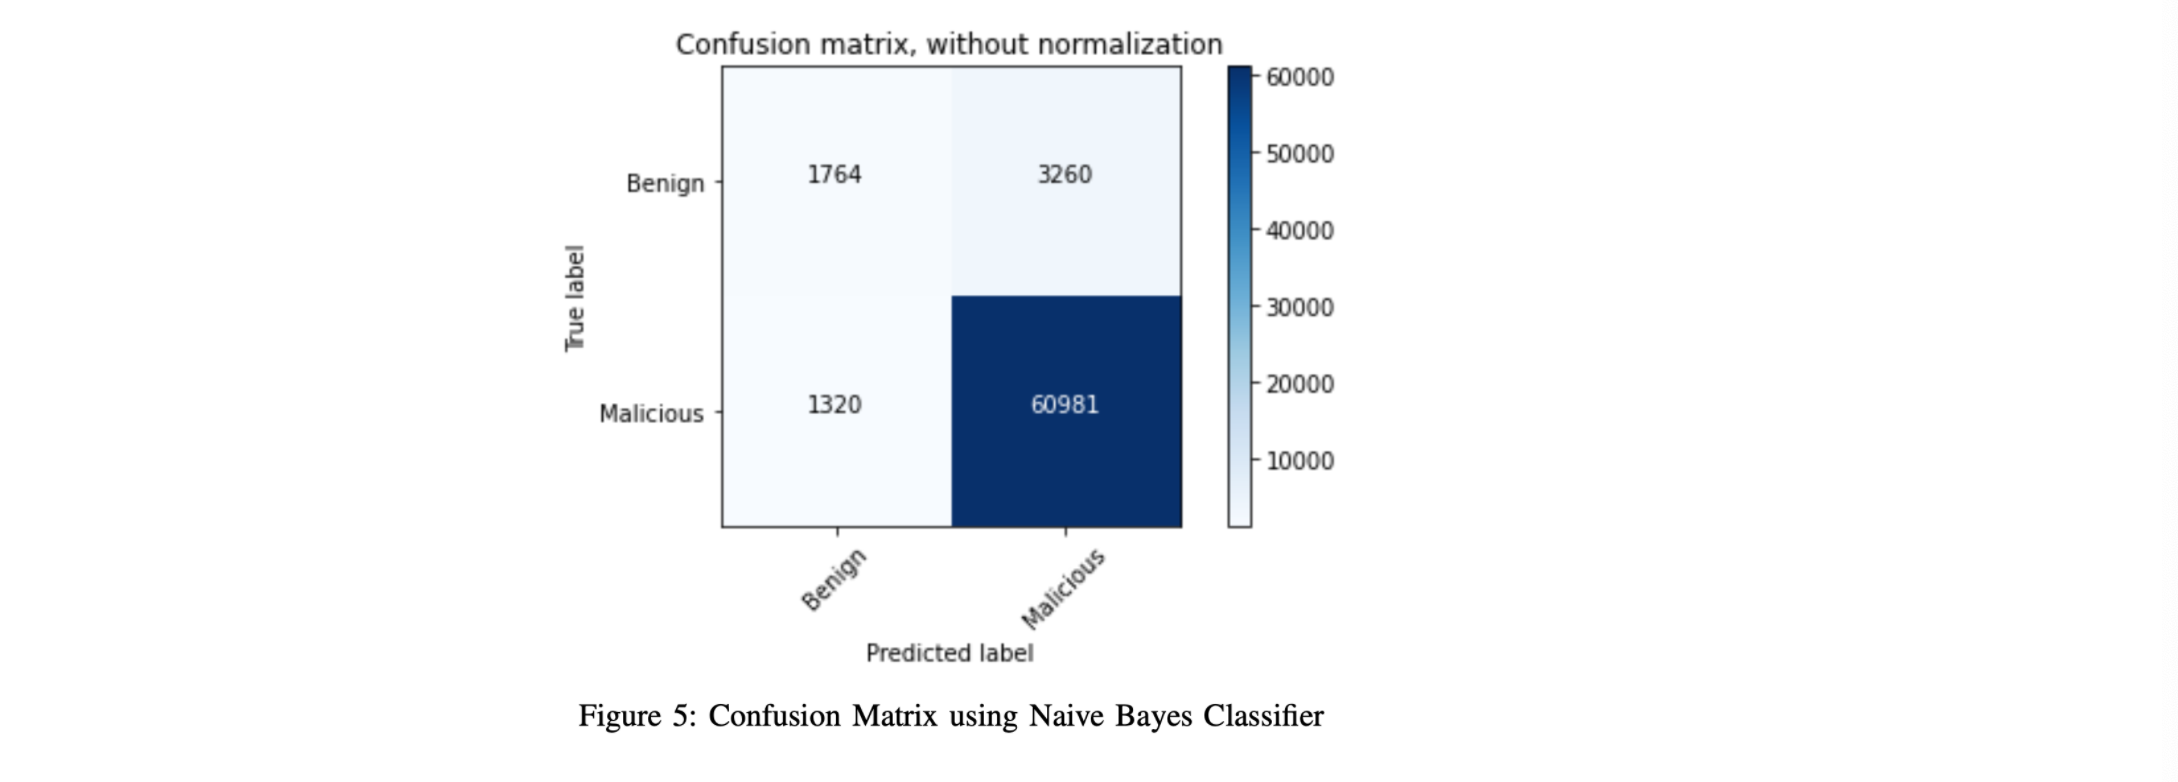 Confusion matrix, without normalization
60000
50000
40000
30000
20000
10000
True label
Benign
1764 3260
Malicious
1320 60981
Benign
Malicious
Predicted label
Figure 5: Confusion Matrix using Naive Bayes Classifier